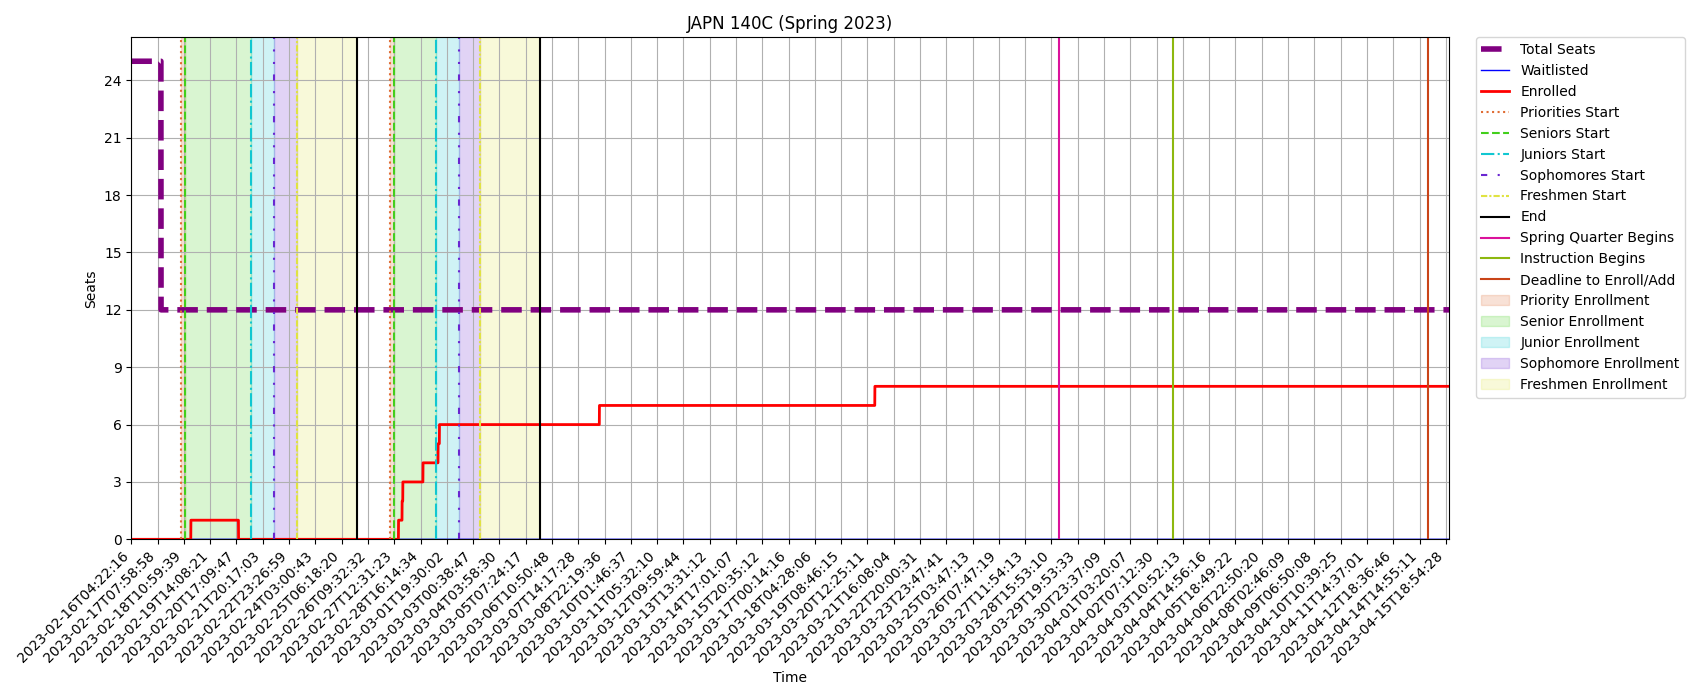 JAPN 140C (Spring 2023)
Seats
24
21
18
15
12
9
6
3
0
2023-02-16T04:22:16
2023-02-17T07:58:58
2023-02-18T10:59:39
2023-02-19T14:08:21
2023-02-20T17:09:47
2023-02-21T20:17:03
2023-02-22T23:26:59
2023-02-24T03:00:43
2023-02-25T06:18:20
2023-02-26T09:32:32
2023-02-27T12:31:23
2023-02-28T16:14:34
2023-03-01T19:30:02
2023-03-03T00:38:47
2023-03-04T03:58:30
2023-03-05T07:24:17
2023-03-06T10:50:48
2023-03-07T14:17:28
2023-03-08T22:19:36
2023-03-10T01:46:37
2023-03-11T05:32:10
2023-03-12T09:59:44
2023-03-13T13:31:12
2023-03-14T17:01:07
2023-03-15T20:35:12
2023-03-17T00:14:16
2023-03-18T04:28:06
2023-03-19T08:46:15
2023-03-20T12:25:11
2023-03-21T16:08:04
2023-03-22T20:00:31
2023-03-23T23:47:41
2023-03-25T03:47:13
2023-03-26T07:47:19
2023-03-27T11:54:13
2023-03-28T15:53:10
2023-03-29T19:53:33
2023-03-30T23:37:09
2023-04-01T03:20:07
2023-04-02T07:12:30
2023-04-03T10:52:13
2023-04-04T14:56:16
2023-04-05T18:49:22
2023-04-06T22:50:20
2023-04-08T02:46:09
2023-04-09T06:50:08
2023-04-10T10:39:25
2023-04-11T14:37:01
2023-04-12T18:36:46
2023-04-14T14:55:11
2023-04-15T18:54:28
Time
Total Seats
Waitlisted
Enrolled
Priorities Start
Seniors Start
Juniors Start
Sophomores Start
Freshmen Start
End
Spring Quarter Begins
Instruction Begins
Deadline to Enroll/Add
Priority Enrollment
Senior Enrollment
Junior Enrollment
Sophomore Enrollment
Freshmen Enrollment